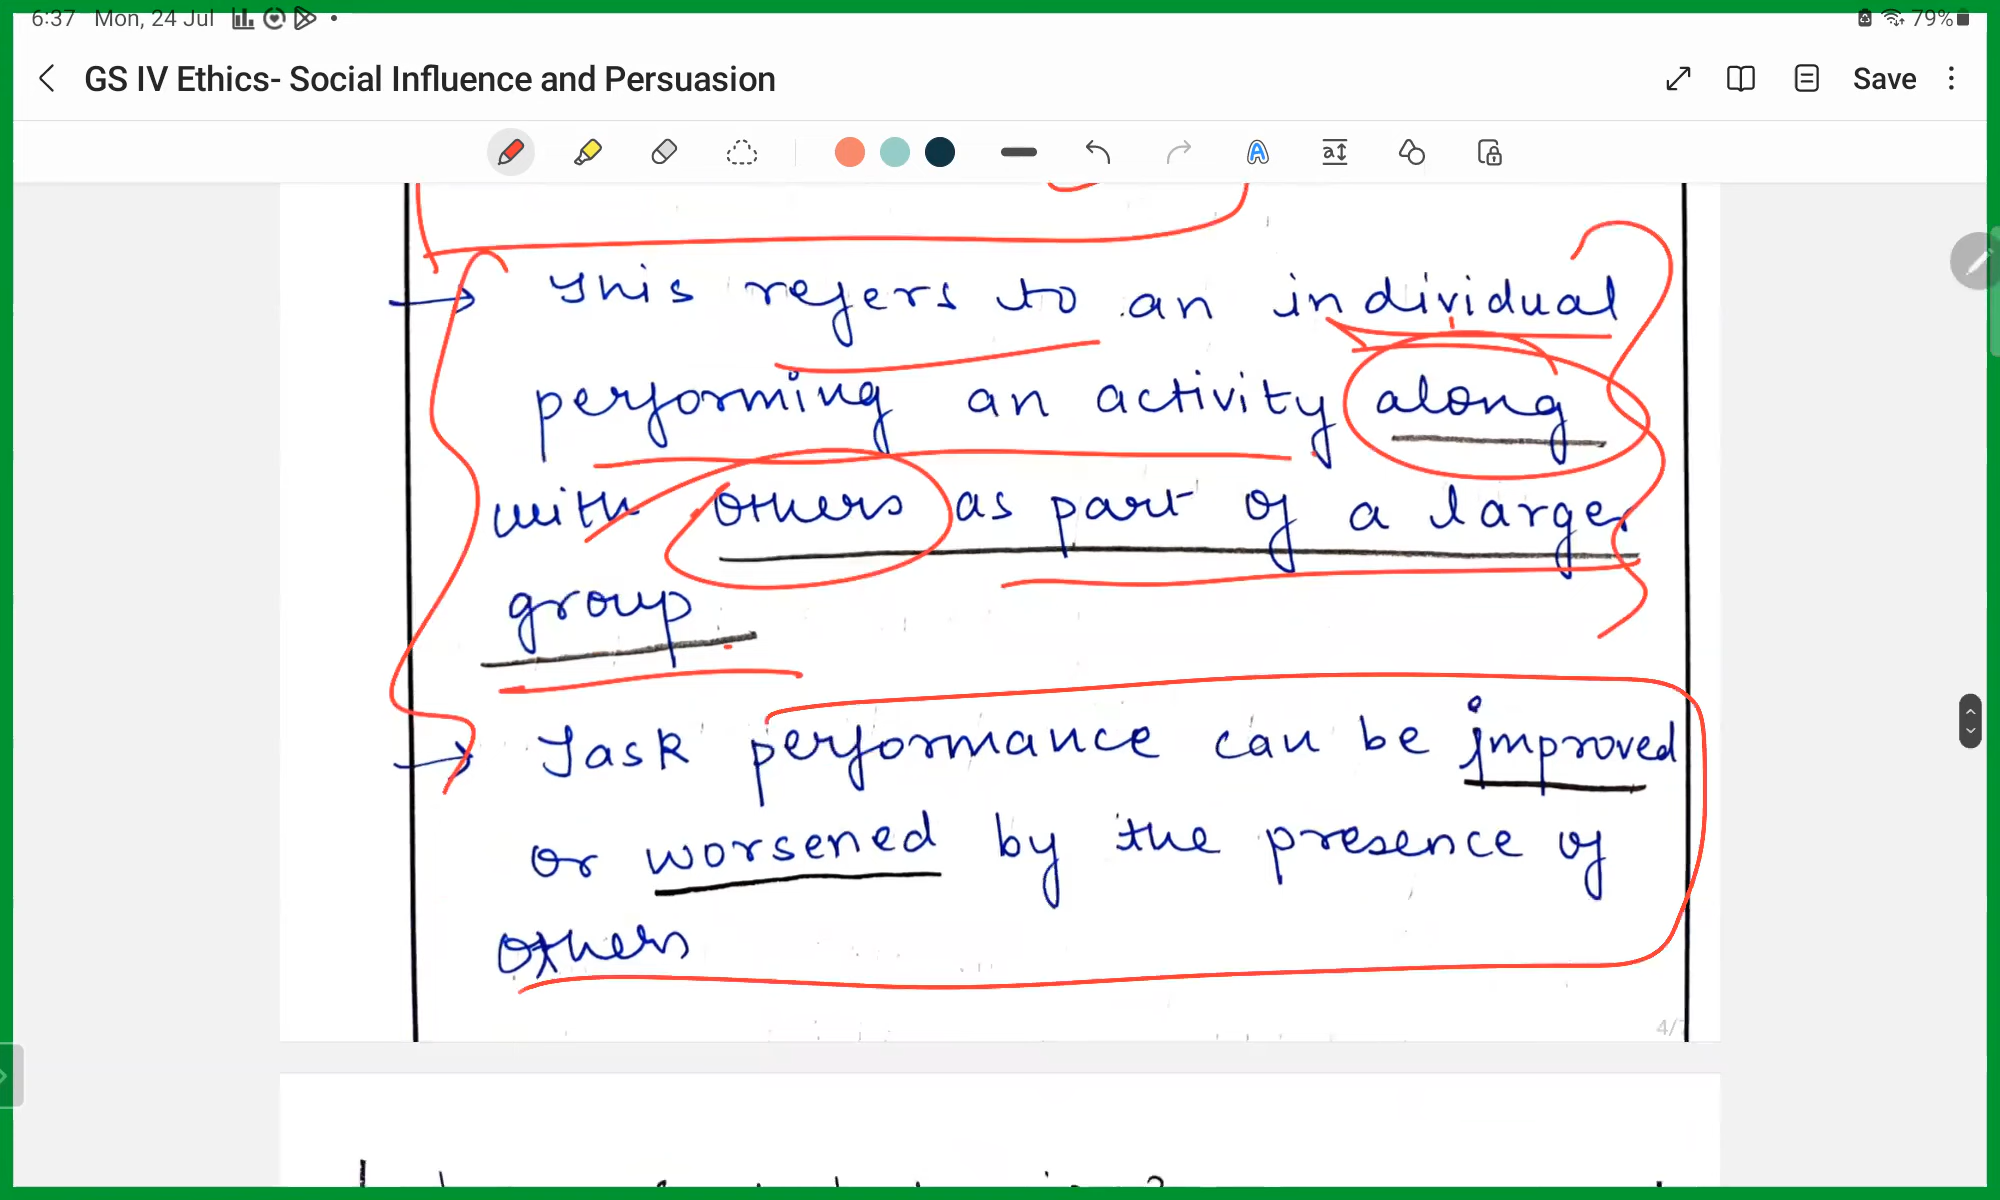 6:37 Mon, 24 Jul 79%
GS IV Ethics- Social Influence and Persuasion Save
→ This refers to an individual
performing an activity along
with others as part of a large
group
→ Task performance can be improved
or worsened by the presence of
others
4/7